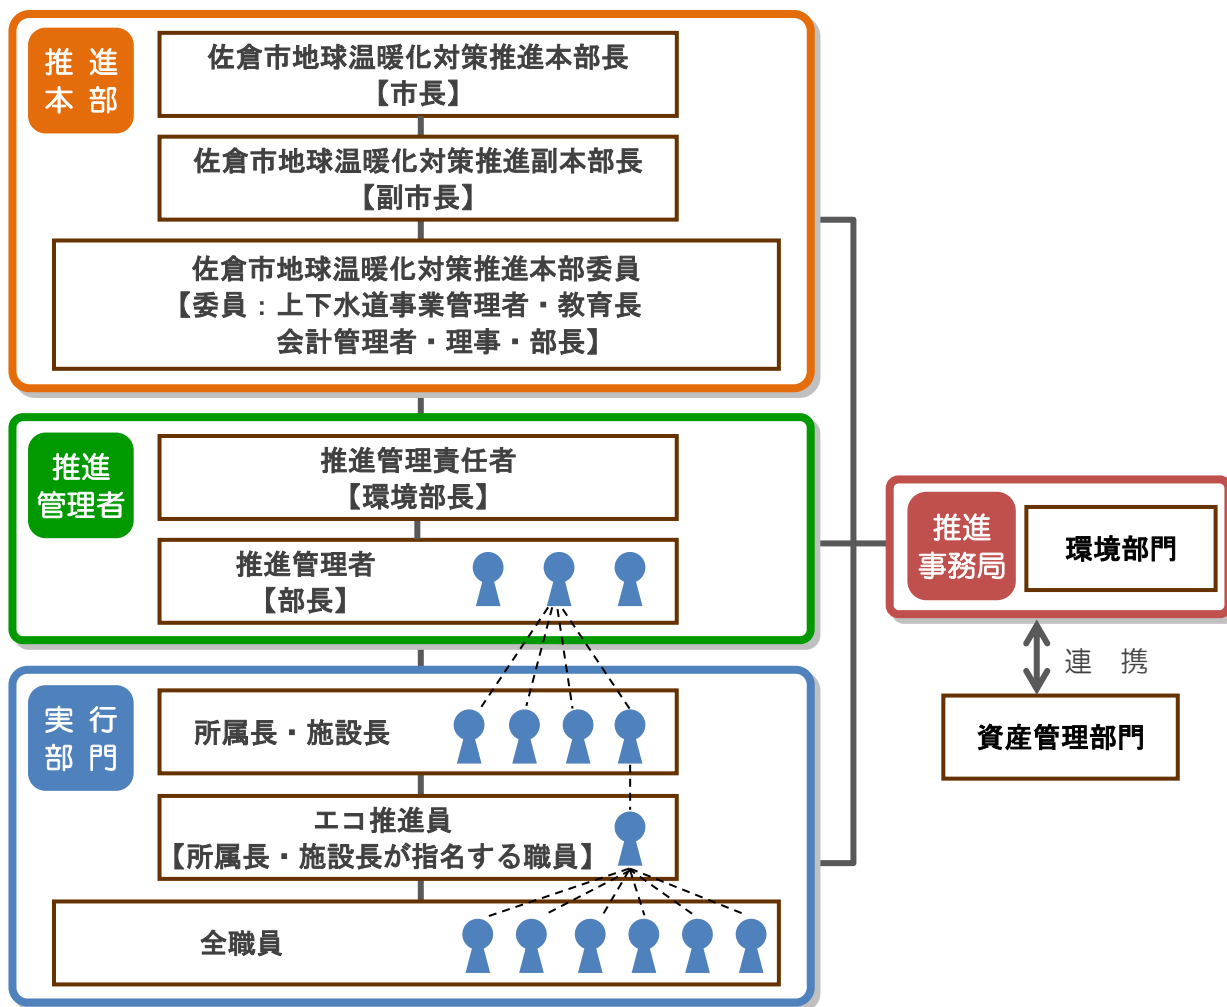 推進
本部
佐倉市地球温暖化対策推進本部長
【市長】
佐倉市地球温暖化対策推進副本部長
【副市長】
佐倉市地球温暖化対策推進本部委員
【委員：上下水道事業管理者・教育長
会計管理者・理事・部長】
推進
管理者
推進管理責任者
【環境部長】
推進管理者
【部長】
実行
部門
所属長・施設長
エコ推進員
【所属長・施設長が指名する職員】
全職員
推進
事務局
環境部門
連携
資産管理部門